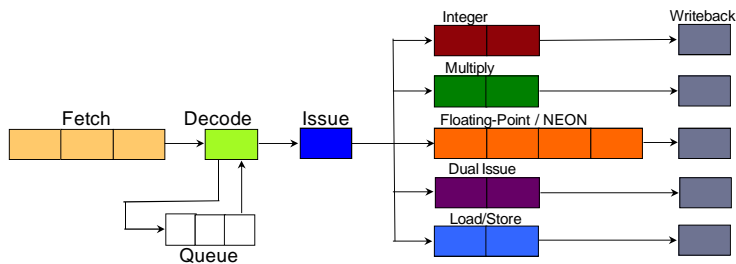 Integer
Writeback
Multiply
Fetch
Decode
Issue
Floating-Point / NEON
Dual Issue
Load/Store
Queue